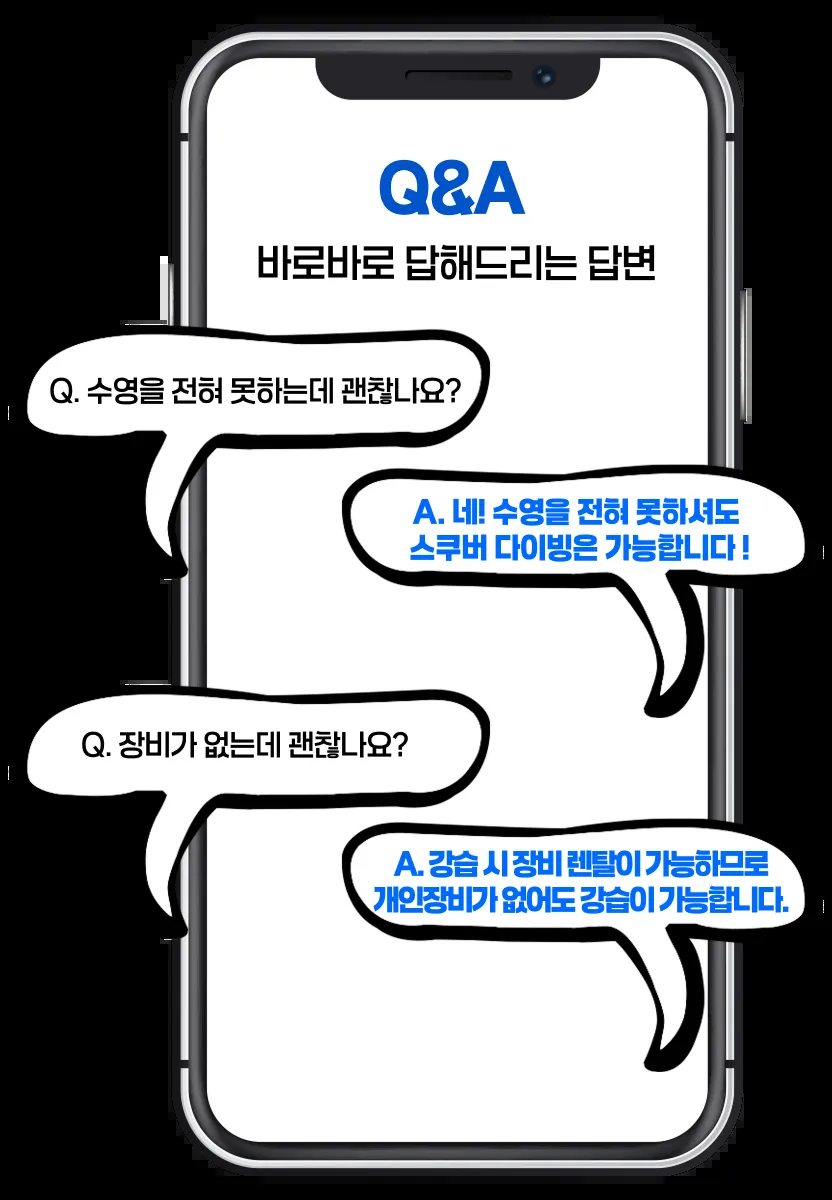 Q&A
바로바로 답해드리는 답변
Q. 수영을 전혀 못하는데 괜찮나요?
A. 네! 수영을 전혀 못하셔도
스쿠버 다이빙은 가능합니다 !
Q. 장비가 없는데 괜찮나요?
A. 강습 시 장비 렌탈이 가능하므로
개인장비가 없어도 강습이 가능합니다.